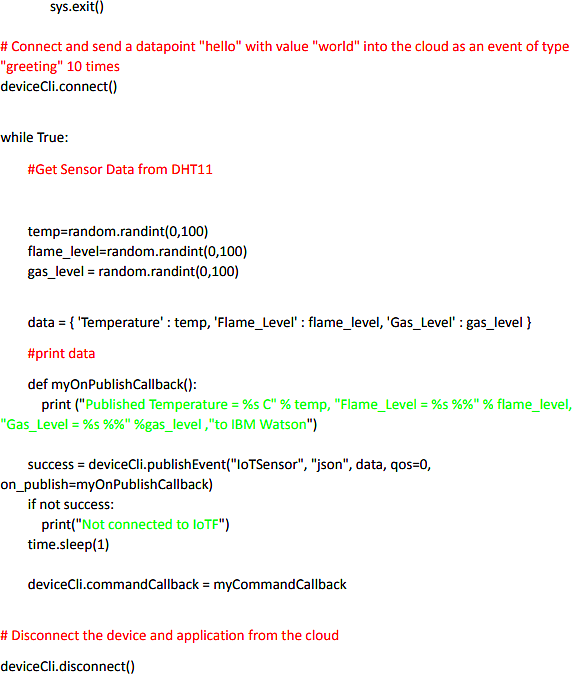 sys.exit()
# Connect and send a datapoint "hello" with value "world" into the cloud as an event of type
"greeting" 10 times
deviceCli.connect()
while True:
#Get Sensor Data from DHT11
temp=random.randint(0,100)
flame_level=random.randint(0,100)
gas_level = random.randint(0,100)
data = { 'Temperature' : temp, 'Flame_Level' : flame_level, 'Gas_Level' : gas_level }
#print data
def myOnPublishCallback():
print ("Published Temperature = %s C" % temp, "Flame_Level = %s %%" % flame_level,
"Gas_Level = %s %%" %gas_level ,"to IBM Watson")
success = deviceCli.publishEvent("IoTSensor", "json", data, qos=0,
on_publish=myOnPublishCallback)
if not success:
print("Not connected to IoTF")
time.sleep(1)
deviceCli.commandCallback = myCommandCallback
# Disconnect the device and application from the cloud
deviceCli.disconnect()